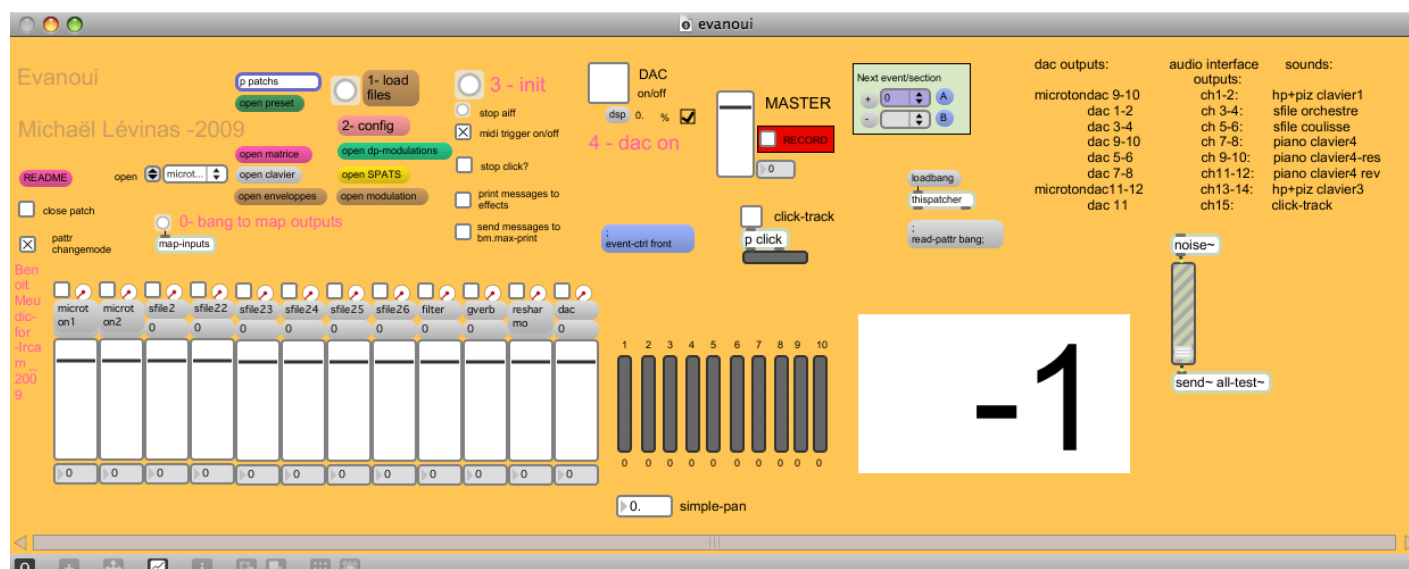 evanoui
Evanoui
Michaël Lévinas -2009
README
close patch
pattr
changemode
open
microt...
p patchs
open preset
open matrice
open clavier
open enveloppes
1- load
files
2- config
open dp-modulations
open SPATS
open modulation
0- bang to map outputs
map-inputs
3 - init
stop aiff
midi trigger on/off
stop click?
print messages to
effects
send messages to
bm.max-print
DAC
on/off
dsp 0. %
4 - dac on
;
event-ctrl front
MASTER
RECORD
0
click-track
p click
Next event/section
+ 0 A
- B
loadbang
thispatcher
;
read-pattr bang;
dac outputs:
microtondac 9-10
dac 1-2
dac 3-4
dac 9-10
dac 5-6
dac 7-8
microtondac11-12
dac 11
audio interface
outputs:
ch1-2:
ch 3-4:
ch 5-6:
ch 7-8:
ch 9-10:
ch11-12:
ch13-14:
ch15:
sounds:
hp+piz clavier1
sfile orchestre
sfile coulisse
piano clavier4
piano clavier4-res
piano clavier4 rev
hp+piz clavier3
click-track
noise~
send~ all-test~
Ben
oit
Meu
dic-
for
-Irca
m _
200
9
microt
on1
microt
on2
sfile2
0
sfile22
0
sfile23
0
sfile24
0
sfile25
0
sfile26
0
filter
0
gverb
0
reshar
mo
dac
0
0 0 0 0 0 0 0 0 0 0 0 0
1 2 3 4 5 6 7 8 9 10
0 0 0 0 0 0 0 0 0 0
0. simple-pan
-1